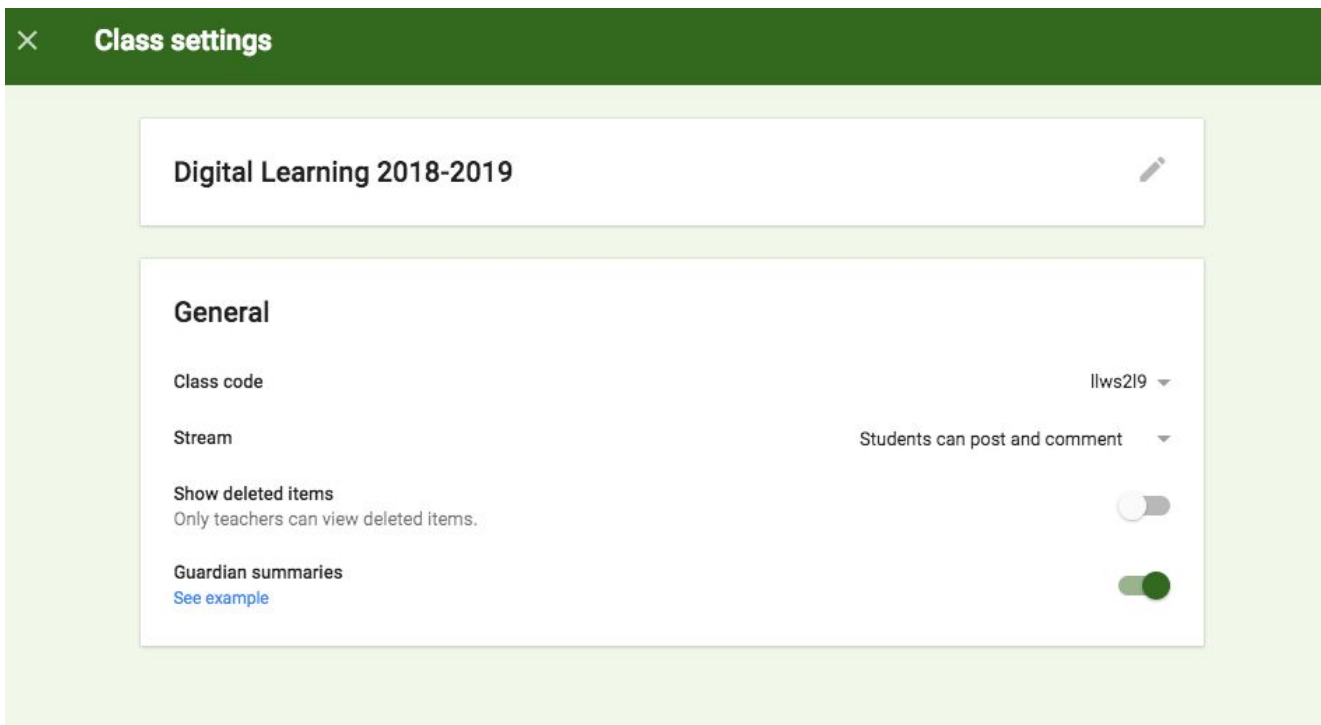 Class settings
Digital Learning 2018-2019
General
Class code
llws2l9
Stream
Students can post and comment
Show deleted items
Only teachers can view deleted items.
Guardian summaries
See example